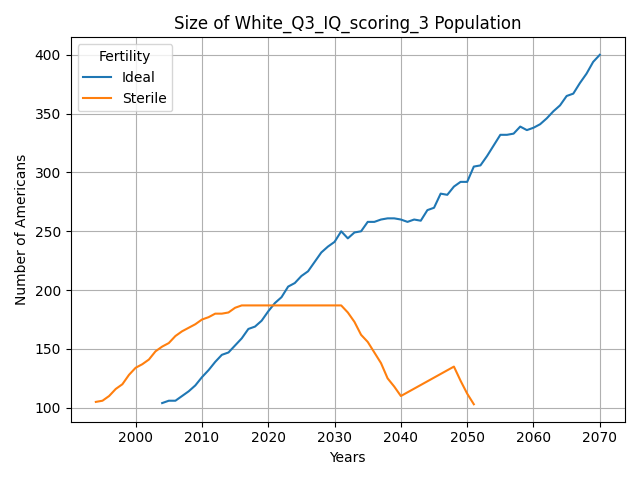 Size of White_Q3_IQ_scoring_3 Population
Fertility
Ideal
Sterile
Number of Americans
400
350
300
250
200
150
100
2000
2010
2020
2030
2040
2050
2060
2070
Years